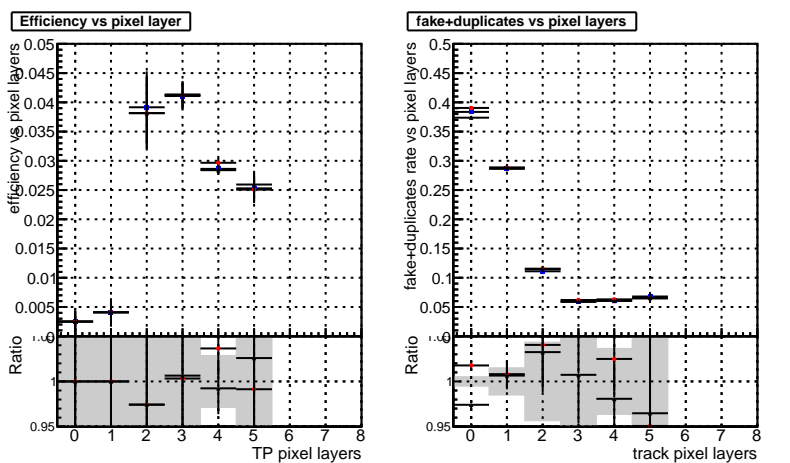 Efficiency vs pixel layer
efficiency vs pixel layers
0.05
0.045
0.04
0.035
0.03
0.025
0.02
0.015
0.01
0.005
0
Ratio
1
0.95
0 1 2 3 4 5 6 7 8
TP pixel layers
fake+duplicates vs pixel layers
fake+duplicates rate vs pixel layers
0.5
0.45
0.4
0.35
0.3
0.25
0.2
0.15
0.1
0.05
0
Ratio
1
0.95
0 1 2 3 4 5 6 7 8
track pixel layers